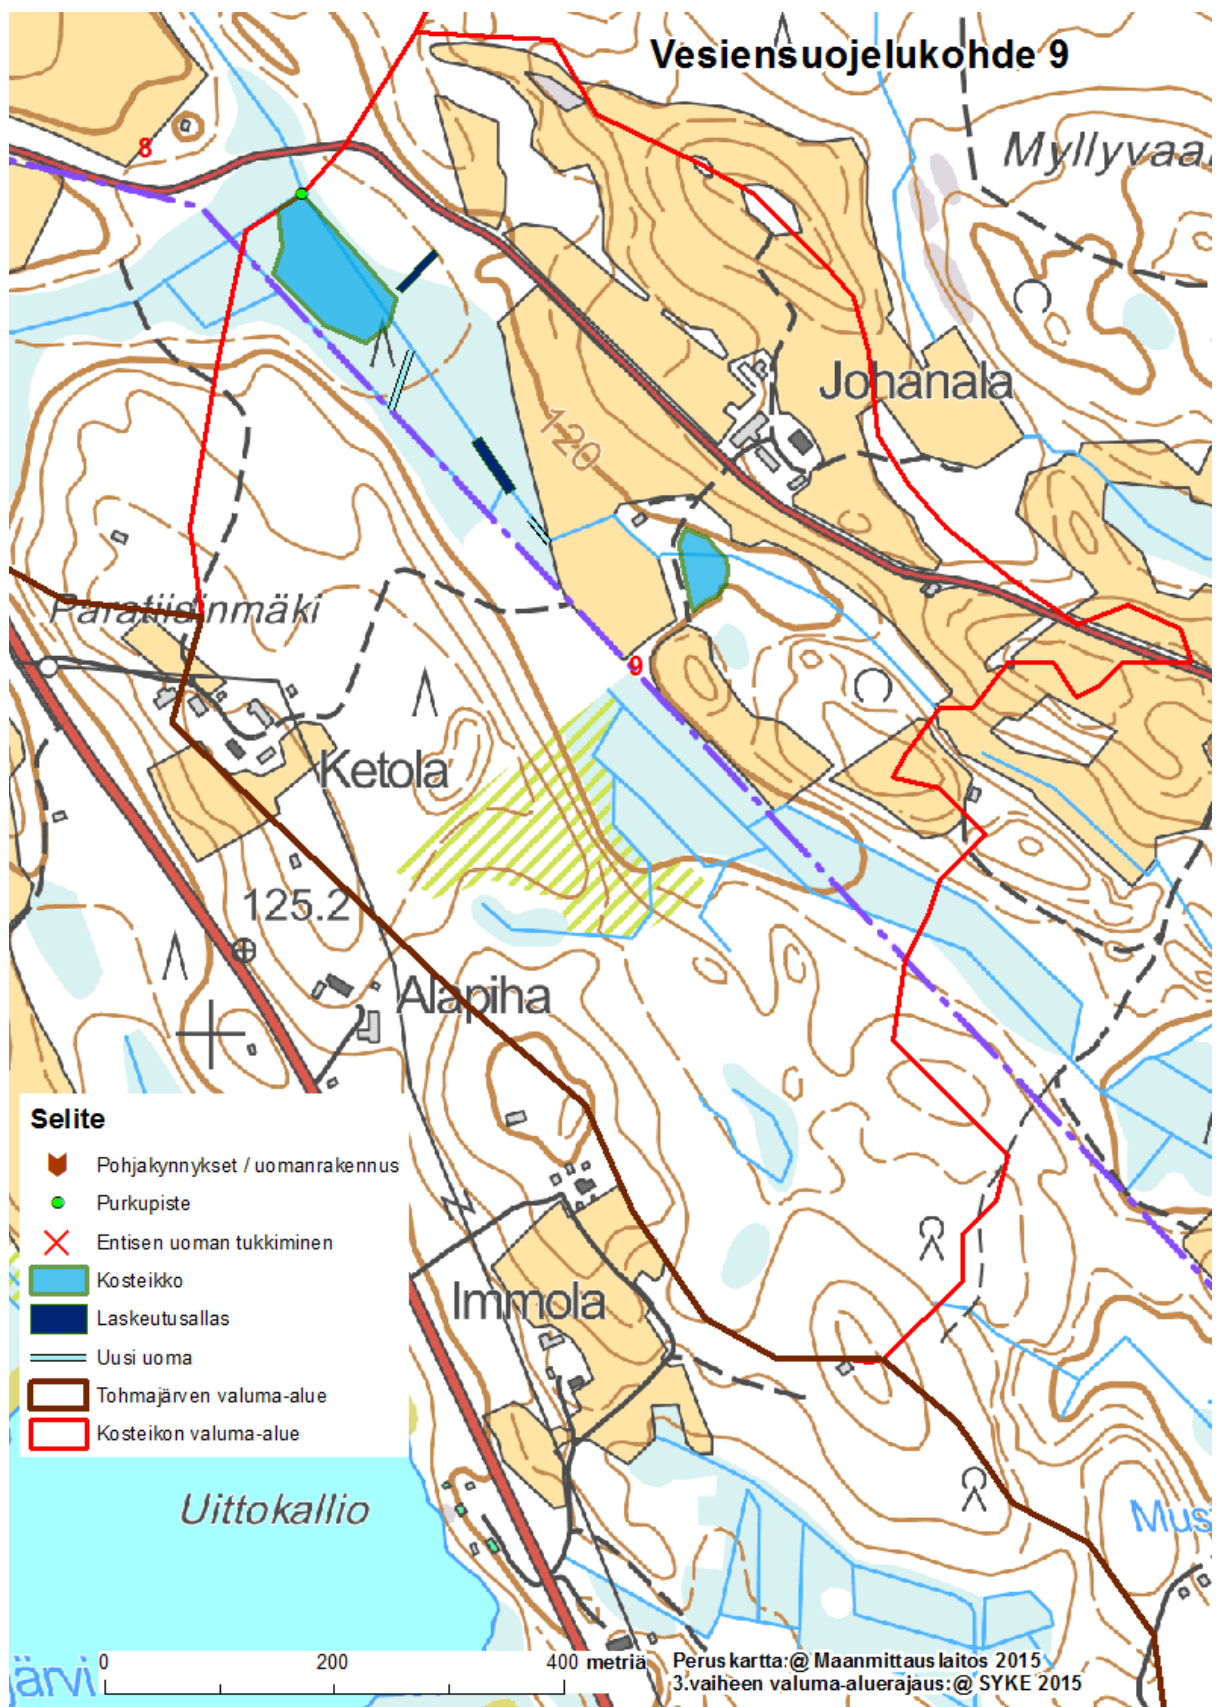 Vesiensuojelukohde 9
8
Myllyvaar
Johanala
120
Paratiisinmäki
9
Ketola
125.2
Alapiha
Selite
Pohjakynnykset / uomanrakennus
Purkupiste
Entisen uoman tukkiminen
Kosteikko
Laskeutusallas
Uusi uoma
Tohmajärven valuma-alue
Kosteikon valuma-alue
Immola
Uittokallio
Must
järvi
0 200 400 metriä
Peruskartta:@ Maanmittauslaitos 2015
3.vaiheen valuma-aluerajaus:@ SYKE 2015